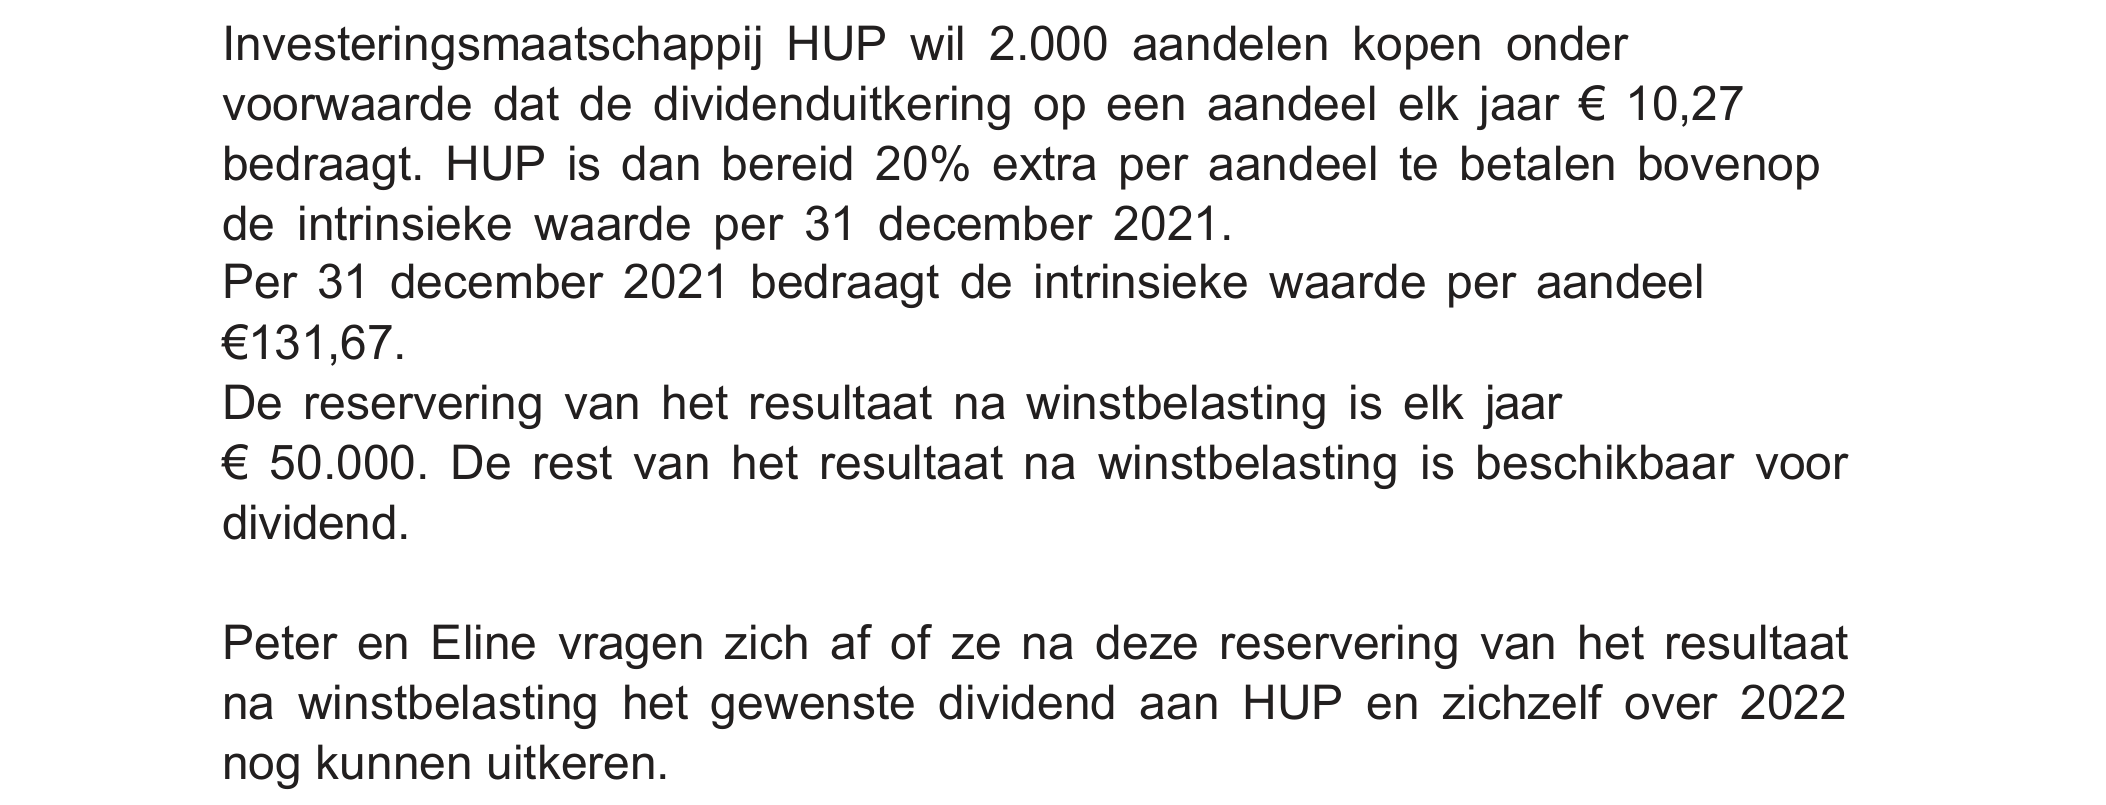 Investeringsmaatschappij HUP wil 2.000 aandelen kopen onder
voorwaarde dat de dividenduitkering op een aandeel elk jaar € 10,27
bedraagt. HUP is dan bereid 20% extra per aandeel te betalen bovenop
de intrinsieke waarde per 31 december 2021.
Per 31 december 2021 bedraagt de intrinsieke waarde per aandeel
€131,67.
De reservering van het resultaat na winstbelasting is elk jaar
€ 50.000. De rest van het resultaat na winstbelasting is beschikbaar voor
dividend.
Peter en Eline vragen zich af of ze na deze reservering van het resultaat
na winstbelasting het gewenste dividend aan HUP en zichzelf over 2022
nog kunnen uitkeren.